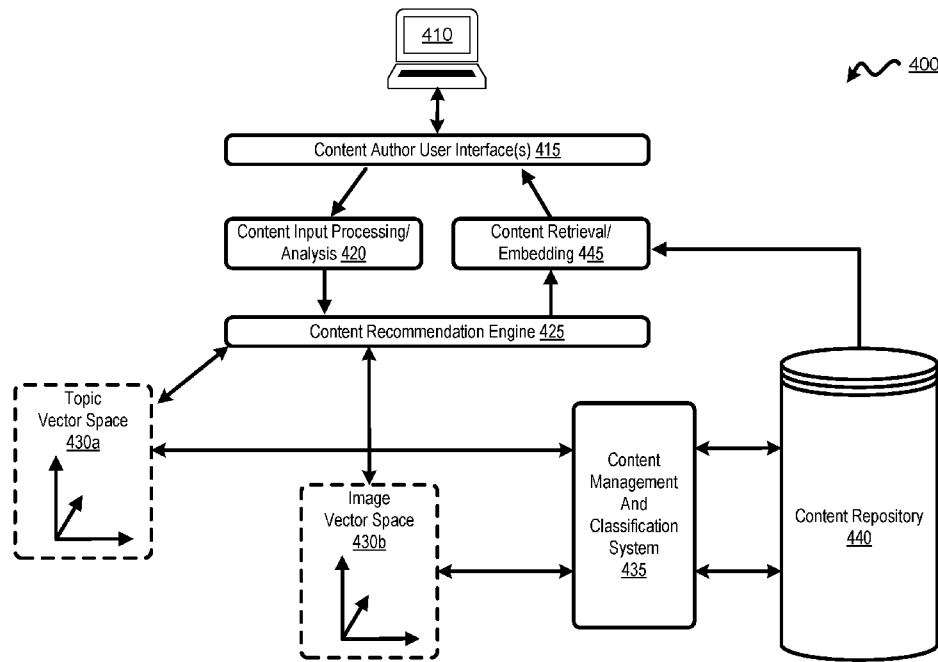 410
400
Content Author User Interface(s) 415
Content Input Processing/
Analysis 420
Content Retrieval/
Embedding 445
Content Recommendation Engine 425
Topic
Vector Space
430a
Image
Vector Space
430b
Content
Management
And
Classification
System
435
Content Repository
440